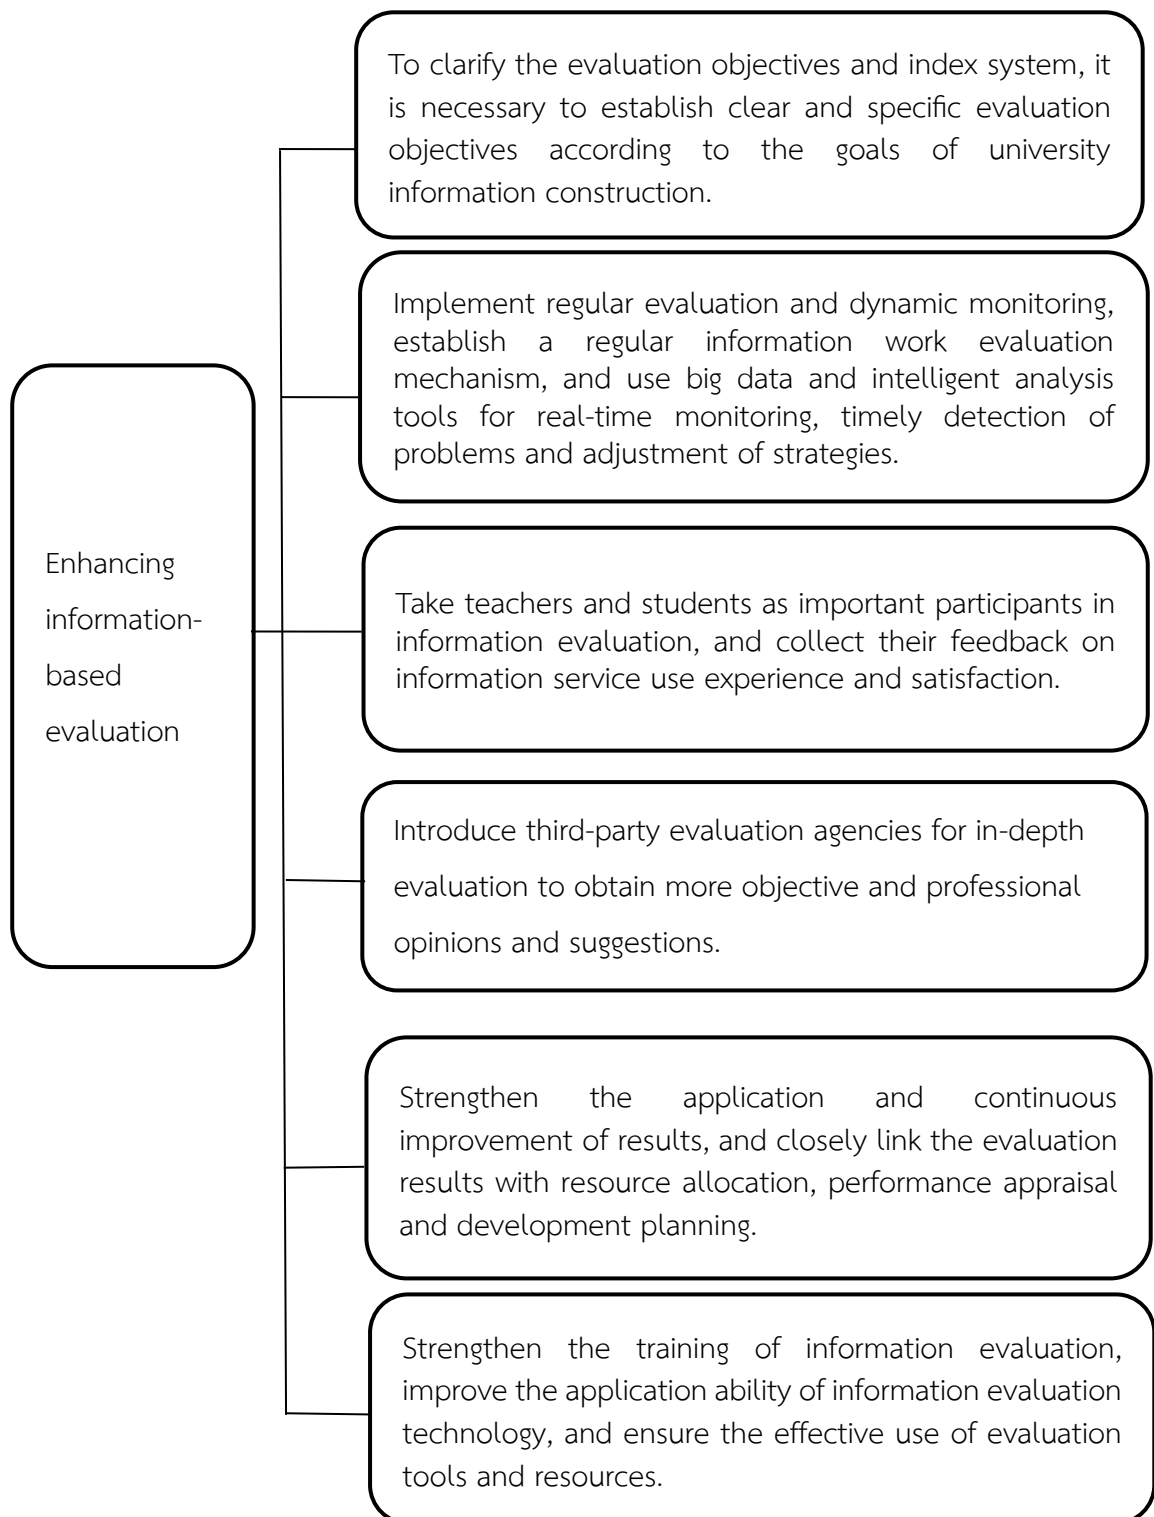 To clarify the evaluation objectives and index system, it
is necessary to establish clear and specific evaluation
objectives according to the goals of university
information construction.
Implement regular evaluation and dynamic monitoring,
establish a regular information work evaluation
mechanism, and use big data and intelligent analysis
tools for real-time monitoring, timely detection of
problems and adjustment of strategies.
Enhancing
information-
based
evaluation
Take teachers and students as important participants in
information evaluation, and collect their feedback on
information service use experience and satisfaction.
Introduce third-party evaluation agencies for in-depth
evaluation to obtain more objective and professional
opinions and suggestions.
Strengthen the application and continuous
improvement of results, and closely link the evaluation
results with resource allocation, performance appraisal
and development planning.
Strengthen the training of information evaluation,
improve the application ability of information evaluation
technology, and ensure the effective use of evaluation
tools and resources.